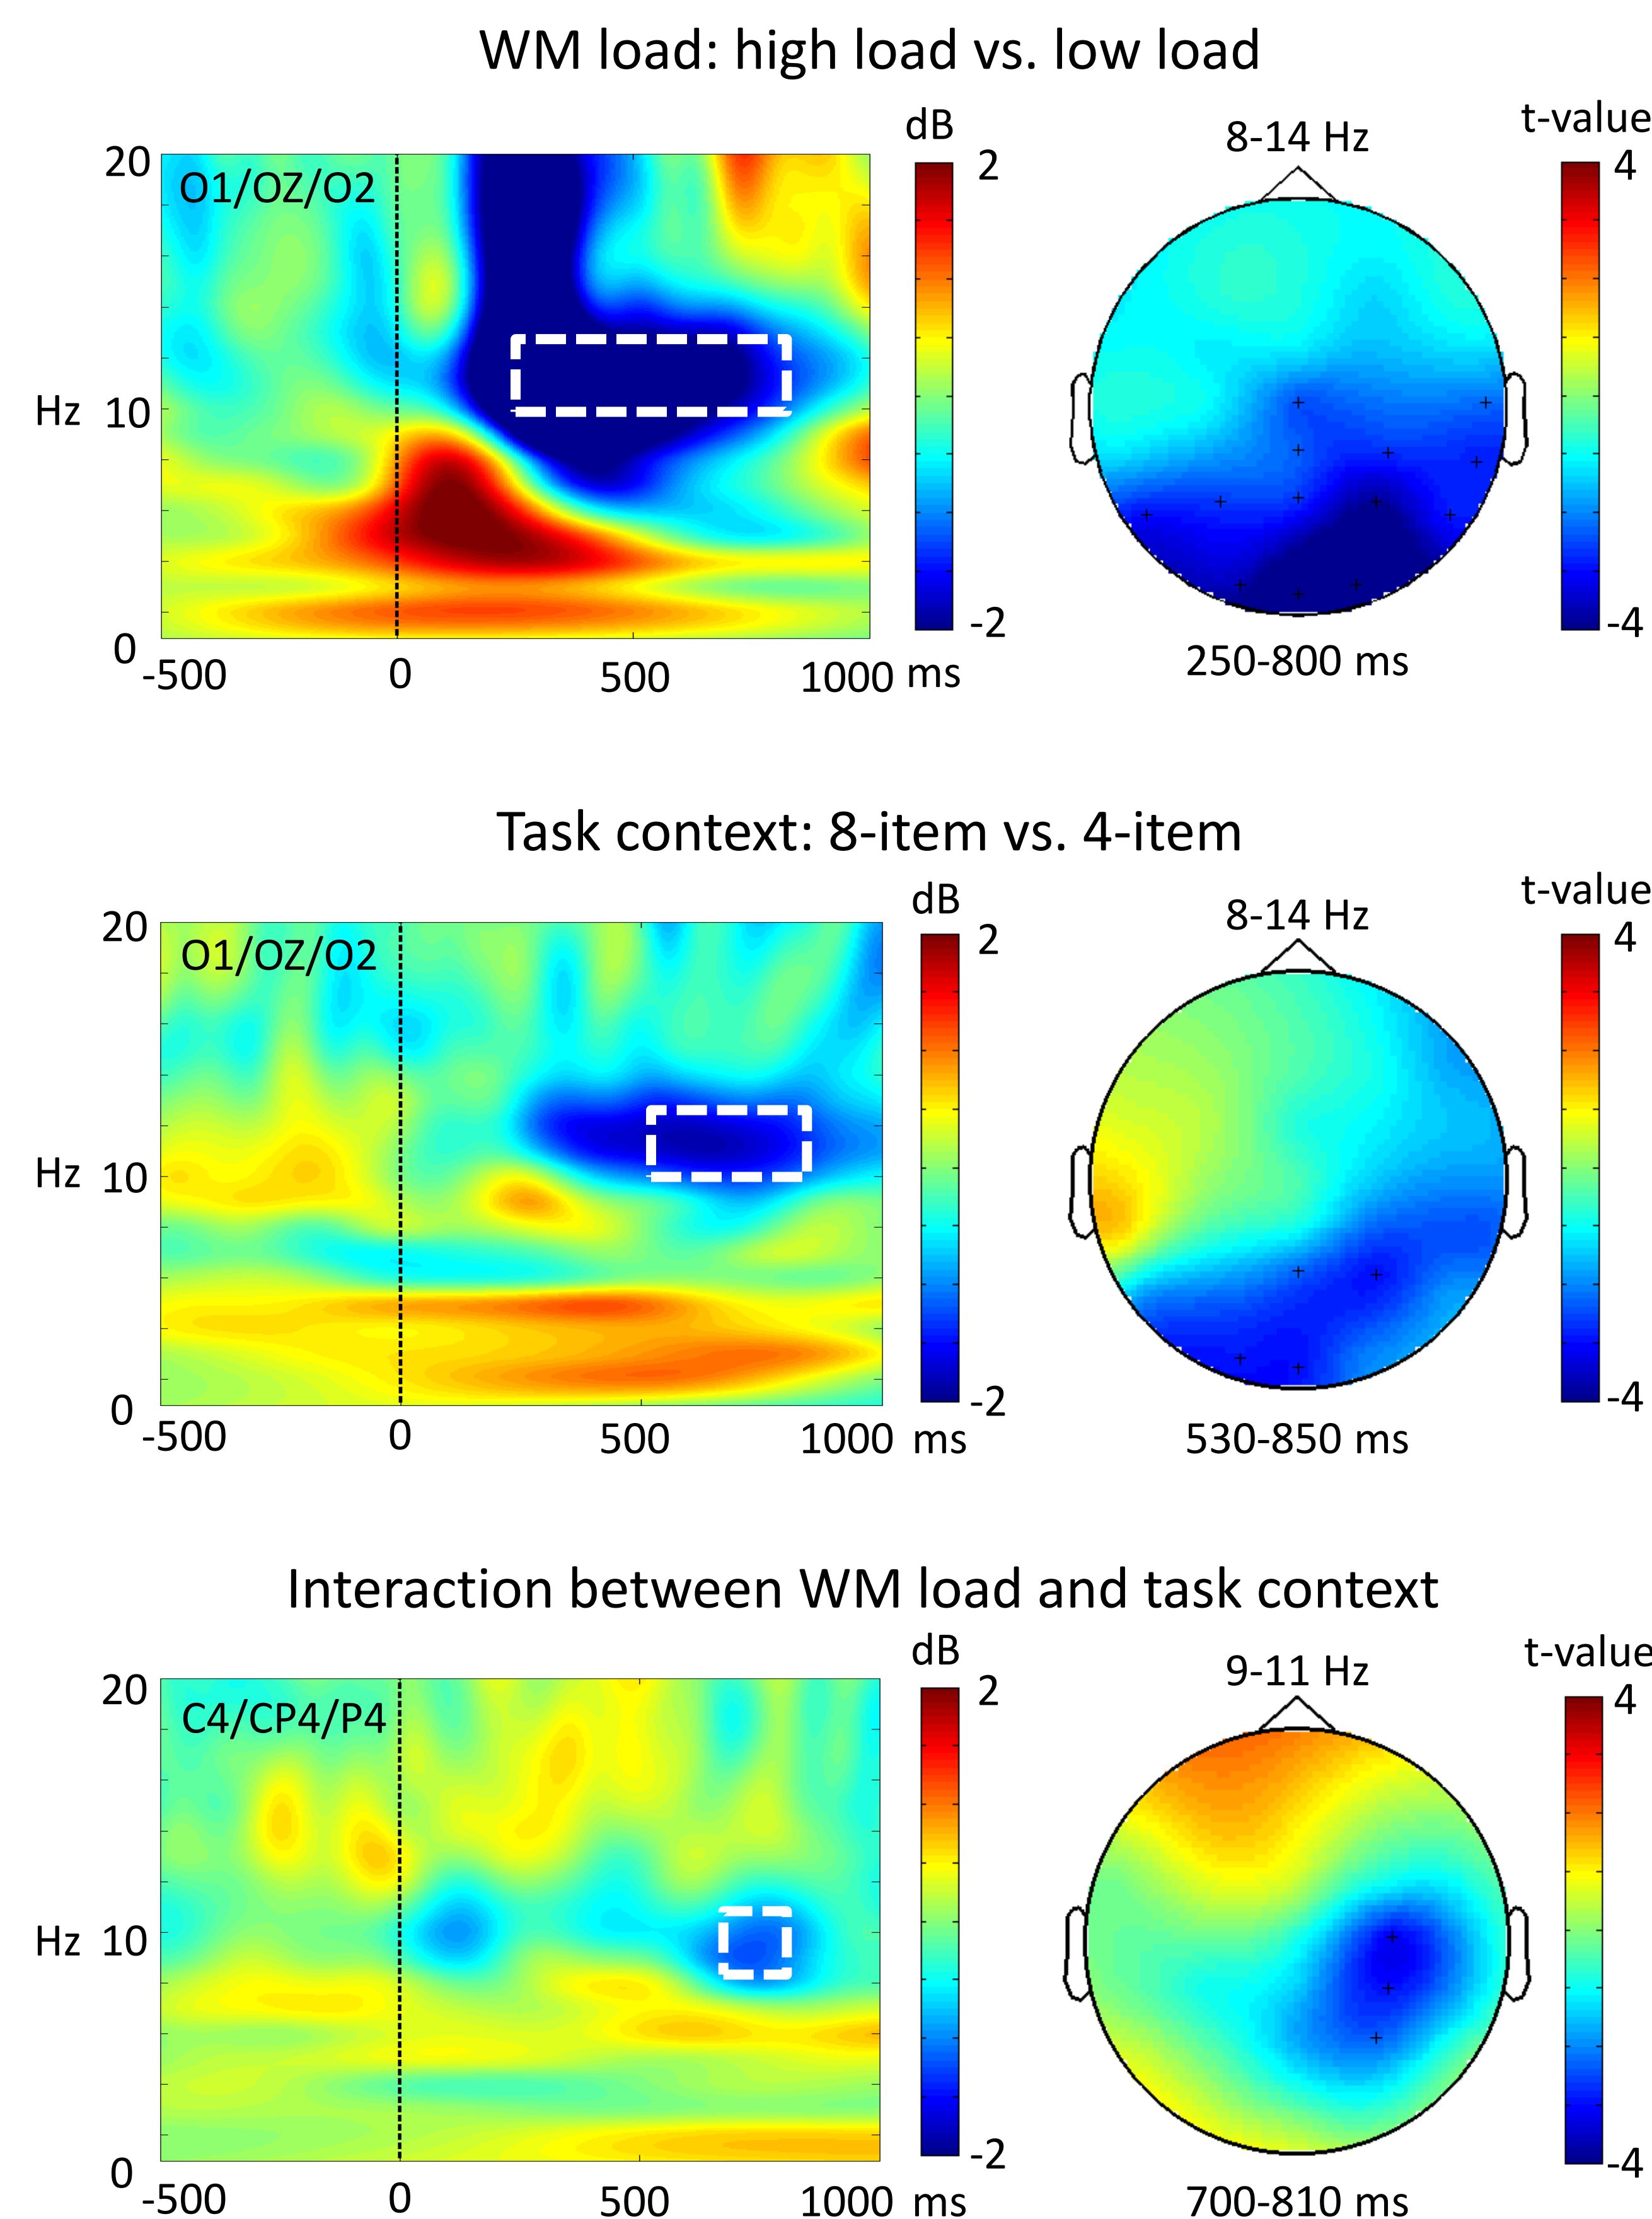 WM load: high load vs. low load
dB
8-14 Hz
t-value
20
O1/OZ/O2
2
4
Hz
10
0
-2
-4
-500
0
500
1000
ms
250-800 ms
Task context: 8-item vs. 4-item
dB
8-14 Hz
t-value
20
O1/OZ/O2
2
4
Hz
10
0
-2
-4
-500
0
500
1000
ms
530-850 ms
Interaction between WM load and task context
dB
9-11 Hz
t-value
20
C4/CP4/P4
2
4
Hz
10
0
-2
-4
-500
0
500
1000
ms
700-810 ms